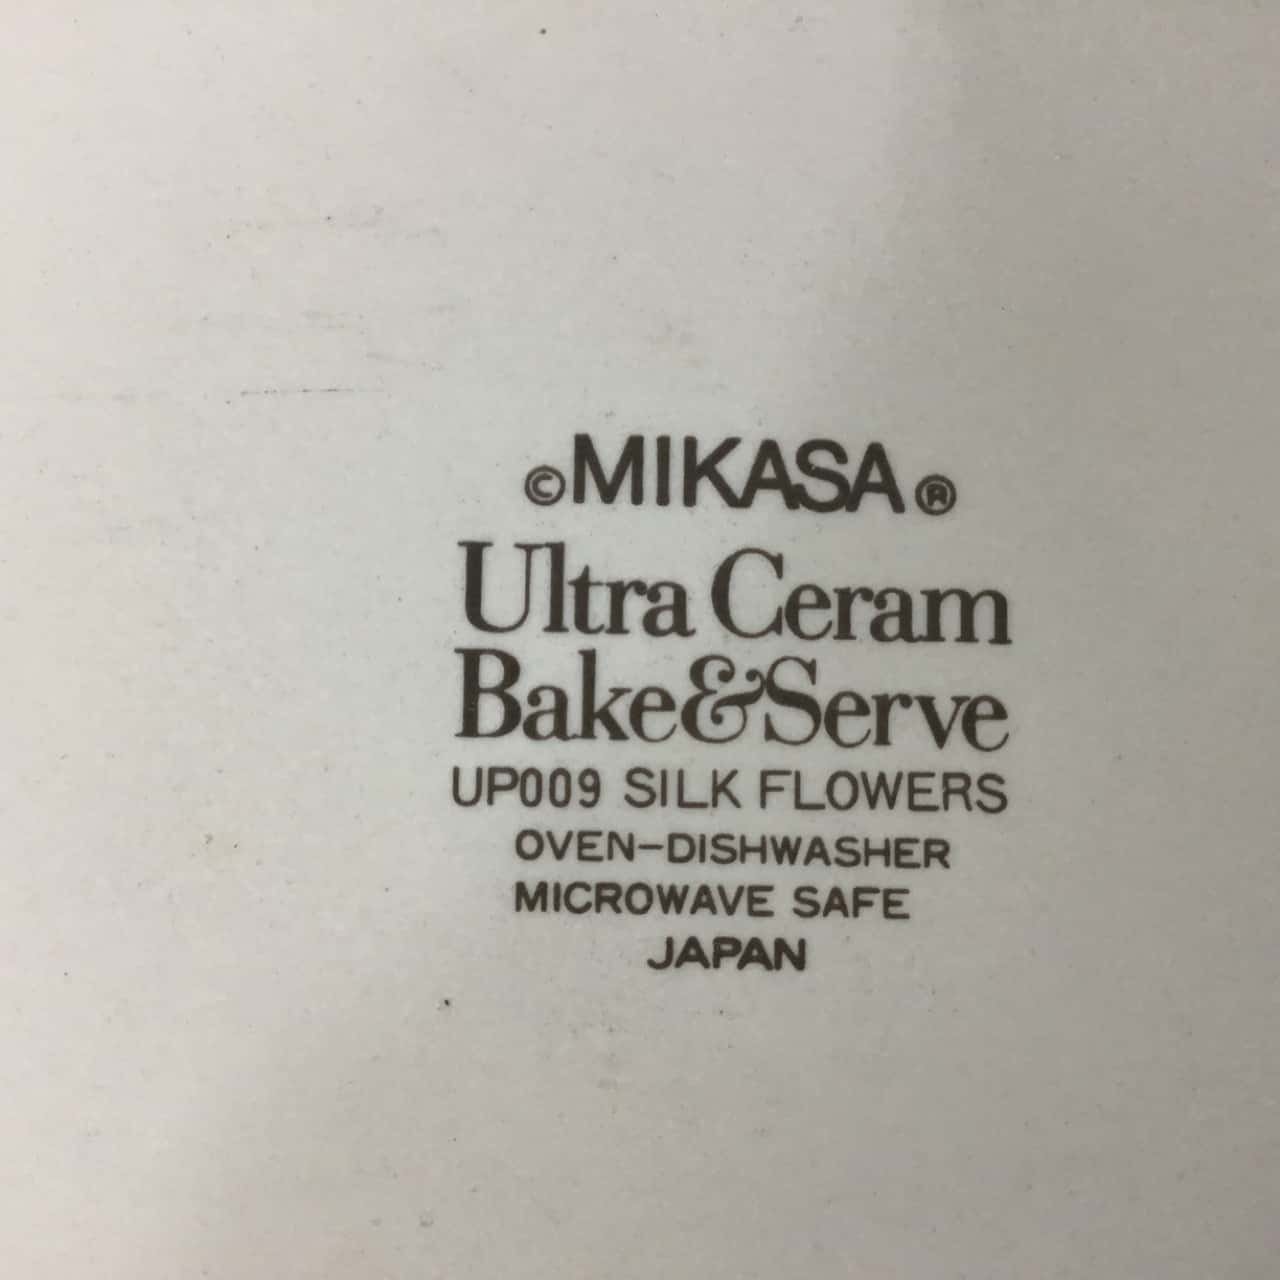 ©MIKASA®
Ultra Ceram
Bake&Serve
UP009 SILK FLOWERS
OVEN-DISHWASHER
MICROWAVE SAFE
JAPAN